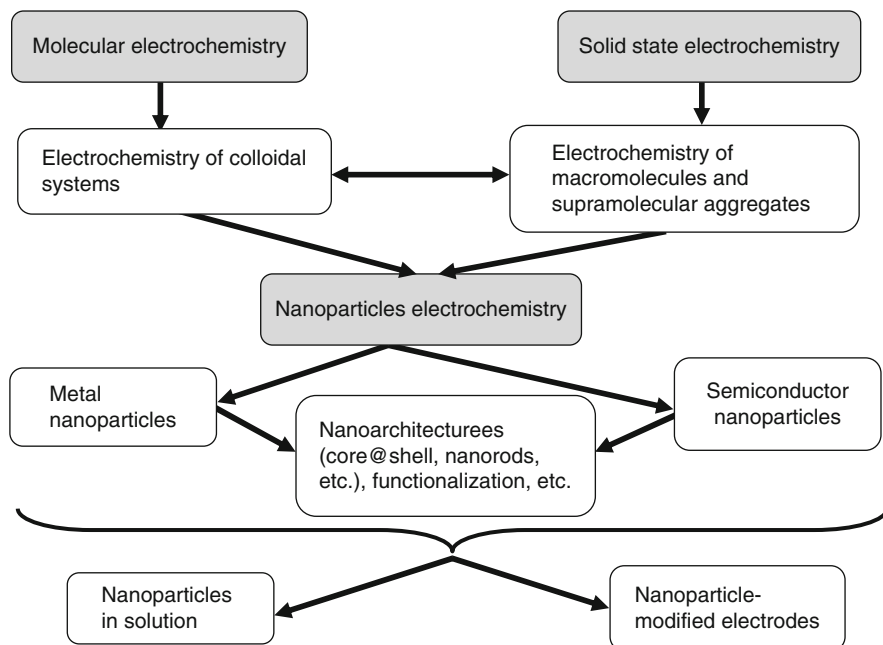 Molecular electrochemistry
Solid state electrochemistry
Electrochemistry of colloidal
systems
Electrochemistry of
macromolecules and
supramolecular aggregates
Nanoparticles electrochemistry
Metal
nanoparticles
Semiconductor
nanoparticles
Nanoarchitecturees
(core@shell, nanorods,
etc.), functionalization, etc.
Nanoparticles
in solution
Nanoparticle-
modified electrodes